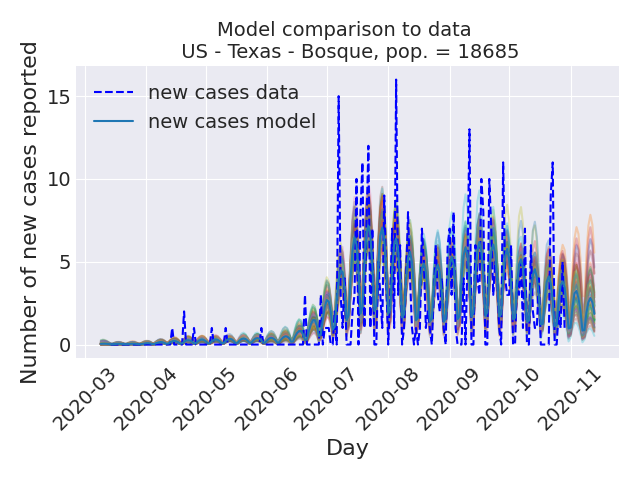 Model comparison to data
US - Texas - Bosque, pop. = 18685
Number of new cases reported
15
10
5
0
new cases data
new cases model
2020-03
2020-04
2020-05
2020-06
2020-07
2020-08
2020-09
2020-10
2020-11
Day